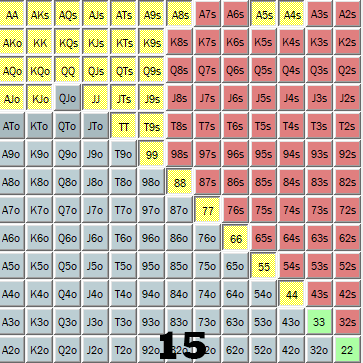 AA AKs AQs AJs ATs A9s A8s A7s A6s A5s A4s A3s A2s
AKo KK KQs KJs KTs K9s K8s K7s K6s K5s K4s K3s K2s
AQo KQo QQ QJs QTs Q9s Q8s Q7s Q6s Q5s Q4s Q3s Q2s
AJo KJo QJo JJ JTs J9s J8s J7s J6s J5s J4s J3s J2s
ATo KTo QTo JTo TT T9s T8s T7s T6s T5s T4s T3s T2s
A9o K9o Q9o J9o T9o 99 98s 97s 96s 95s 94s 93s 92s
A8o K8o Q8o J8o T8o 98o 88 87s 86s 85s 84s 83s 82s
A7o K7o Q7o J7o T7o 97o 87o 77 76s 75s 74s 73s 72s
A6o K6o Q6o J6o T6o 96o 86o 76o 66 65s 64s 63s 62s
A5o K5o Q5o J5o T5o 95o 85o 75o 65o 55 54s 53s 52s
A4o K4o Q4o J4o T4o 94o 84o 74o 64o 54o 44 43s 42s
A3o K3o Q3o J3o T3o 93o 83o 73o 63o 53o 43o 33 32s
A2o K2o Q2o J2o T2o 92o 62o 52o 42o 32o 22
15